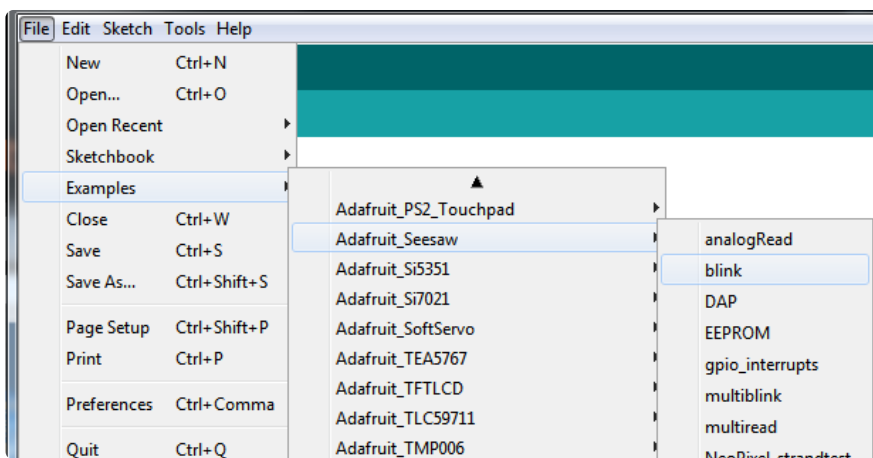 File Edit Sketch Tools Help
New Ctrl+N
Open... Ctrl+O
Open Recent
Sketchbook
Examples
Close Ctrl+W
Save Ctrl+S
Save As... Ctrl+Shift+S
Page Setup Ctrl+Shift+P
Print Ctrl+P
Preferences Ctrl+Comma
Quit Ctrl+Q
Adafruit_PS2_Touchpad
Adafruit_Seesaw
Adafruit_Si5351
Adafruit_Si7021
Adafruit_SoftServo
Adafruit_TEA5767
Adafruit_TFTLCD
Adafruit_TLC59711
Adafruit_TMP006
analogRead
blink
DAP
EEPROM
gpio_interrupts
multiblink
multiread
NeoPixel_strandtest